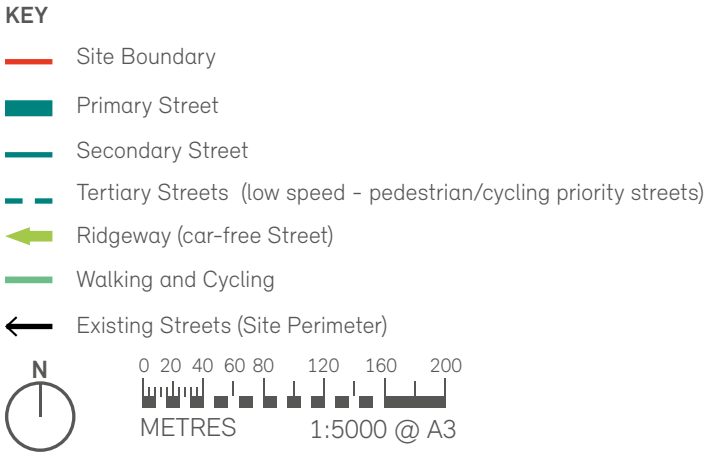 KEY
Site Boundary
Primary Street
Secondary Street
Tertiary Streets (low speed - pedestrian/cycling priority streets)
Ridgeway (car-free Street)
Walking and Cycling
Existing Streets (Site Perimeter)
N
0 20 40 60 80 120 160 200
METRES 1:5000 @ A3